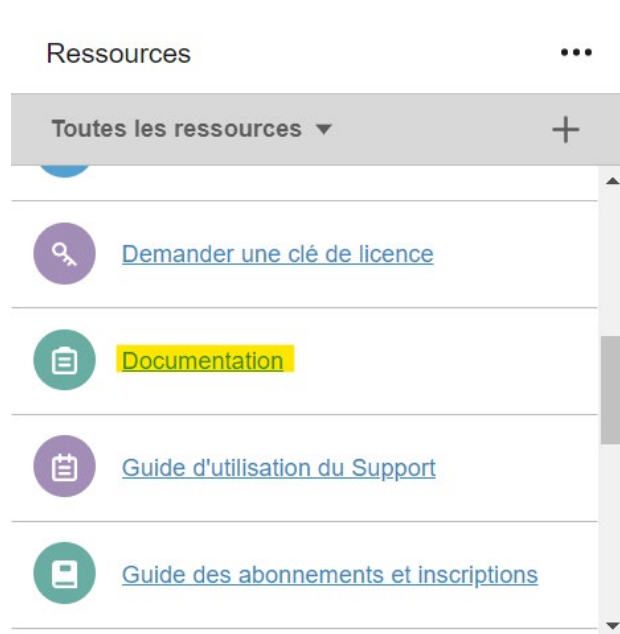 Ressources
Toutes les ressources
Demander une clé de licence
Documentation
Guide d'utilisation du Support
Guide des abonnements et inscriptions